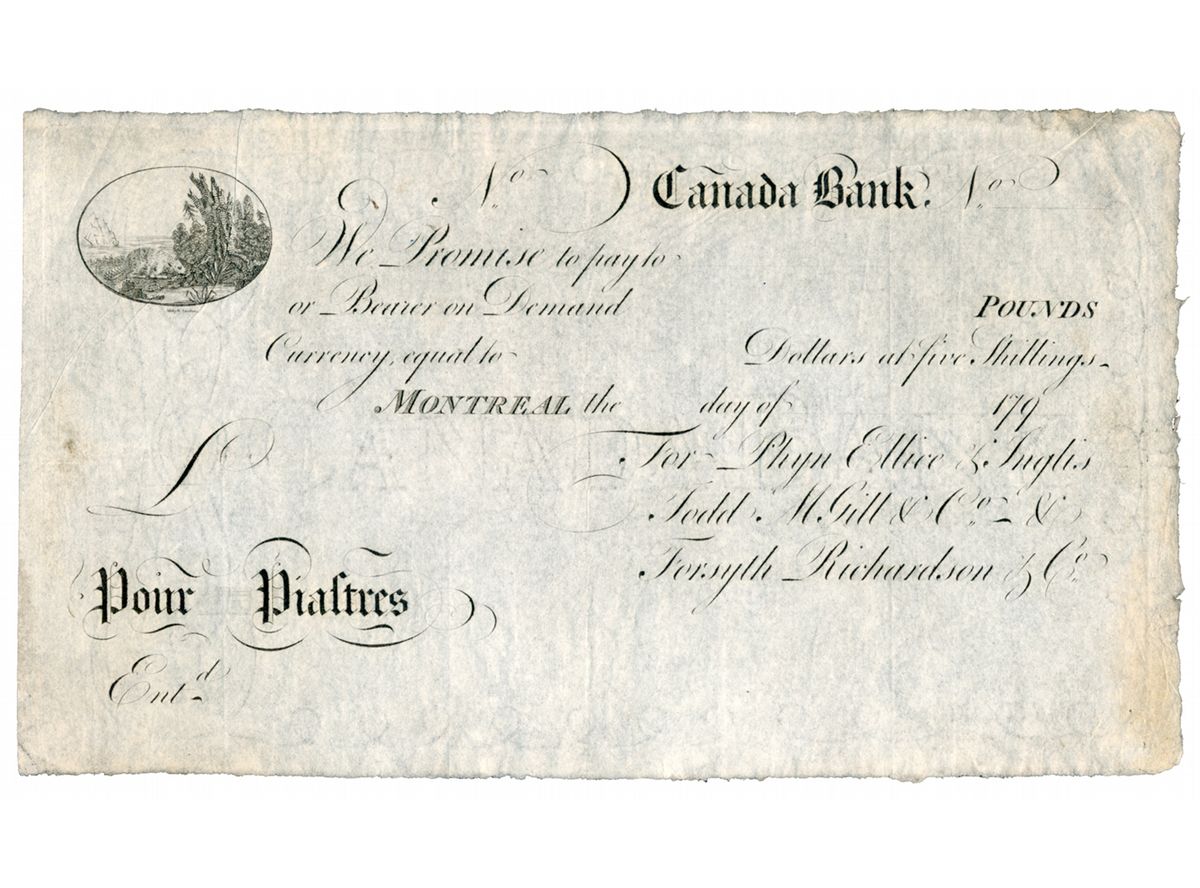 No. Canada Bank. No.
We Promise to pay to
or Bearer on Demand POUNDS
Currency, equal to Dollars at five Shillings
MONTREAL the day of 179
£ For Phyn Ellice & Inglis
Todd McGill & Co. &
Forsyth Richardson & Co.
Pour Piaſtres
Entd.